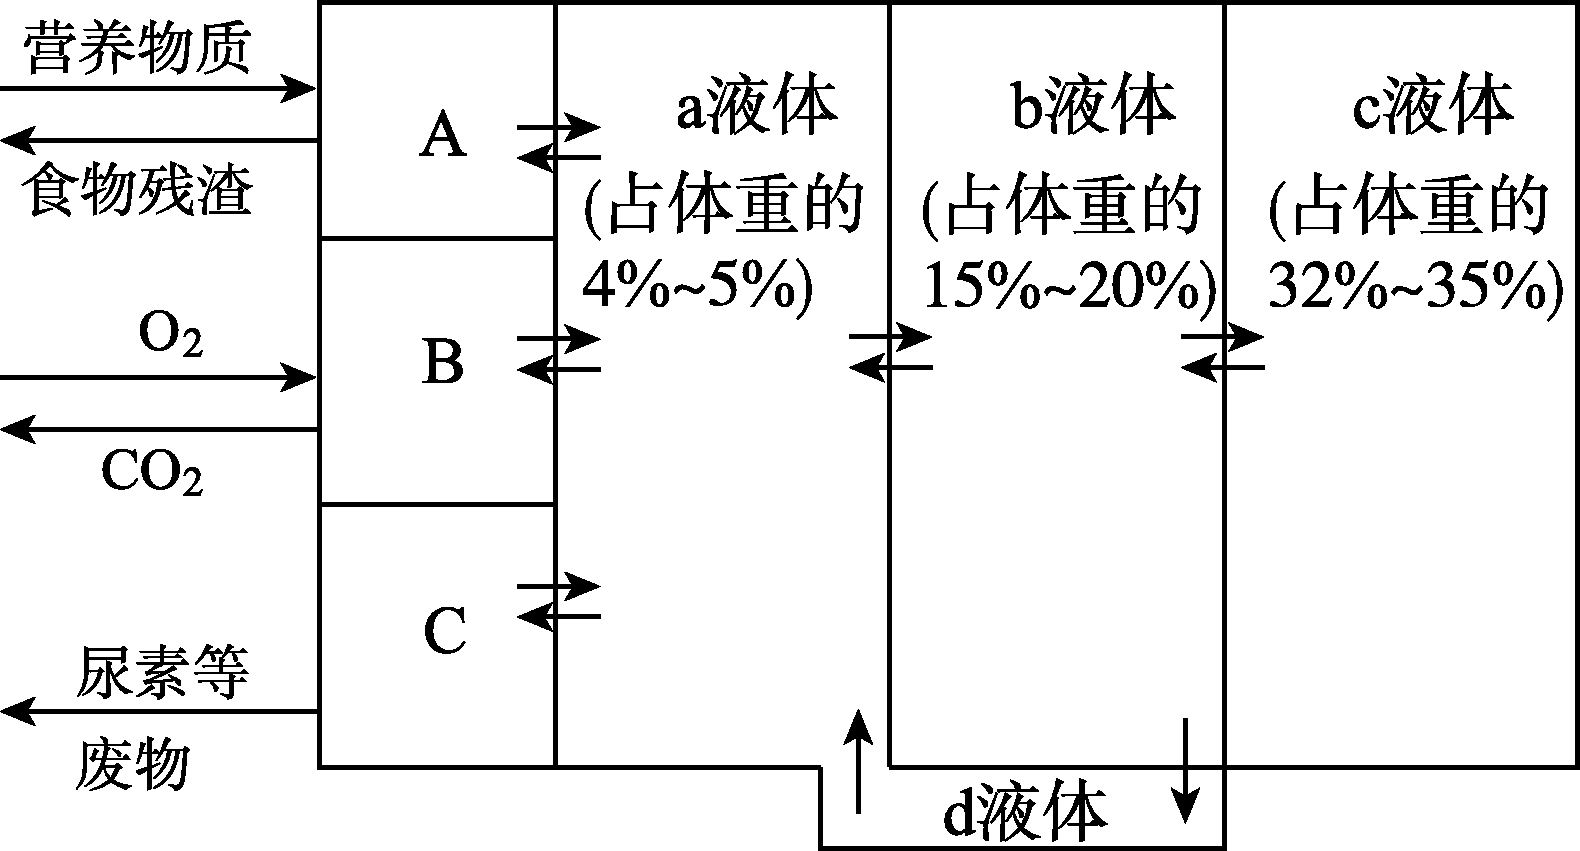 营养物质
食物残渣
O₂
CO₂
尿素等
废物
A
B
C
a液体
(占体重的
4%~5%)
b液体
(占体重的
15%~20%)
c液体
(占体重的
32%~35%)
d液体